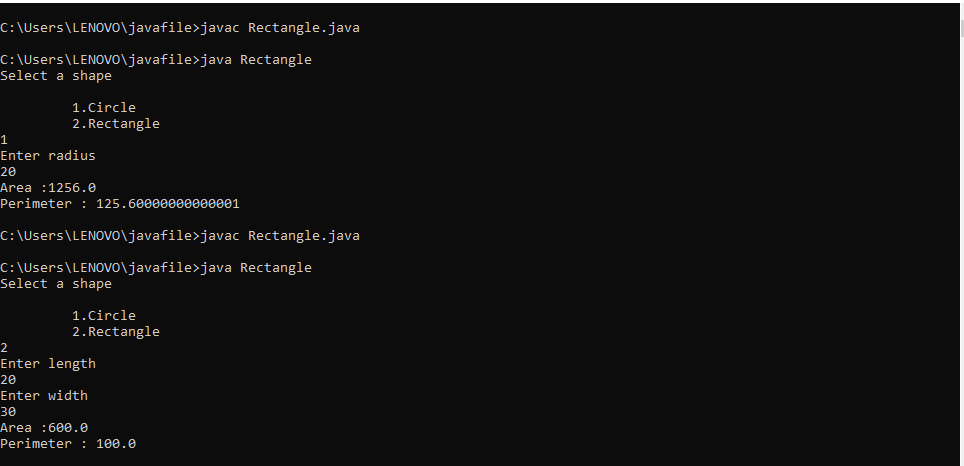 C:\Users\LENOVO\javafile>javac Rectangle.java
C:\Users\LENOVO\javafile>java Rectangle
Select a shape
1.Circle
2.Rectangle
1
Enter radius
20
Area :1256.0
Perimeter : 125.60000000000001
C:\Users\LENOVO\javafile>javac Rectangle.java
C:\Users\LENOVO\javafile>java Rectangle
Select a shape
1.Circle
2.Rectangle
2
Enter length
20
Enter width
30
Area :600.0
Perimeter : 100.0